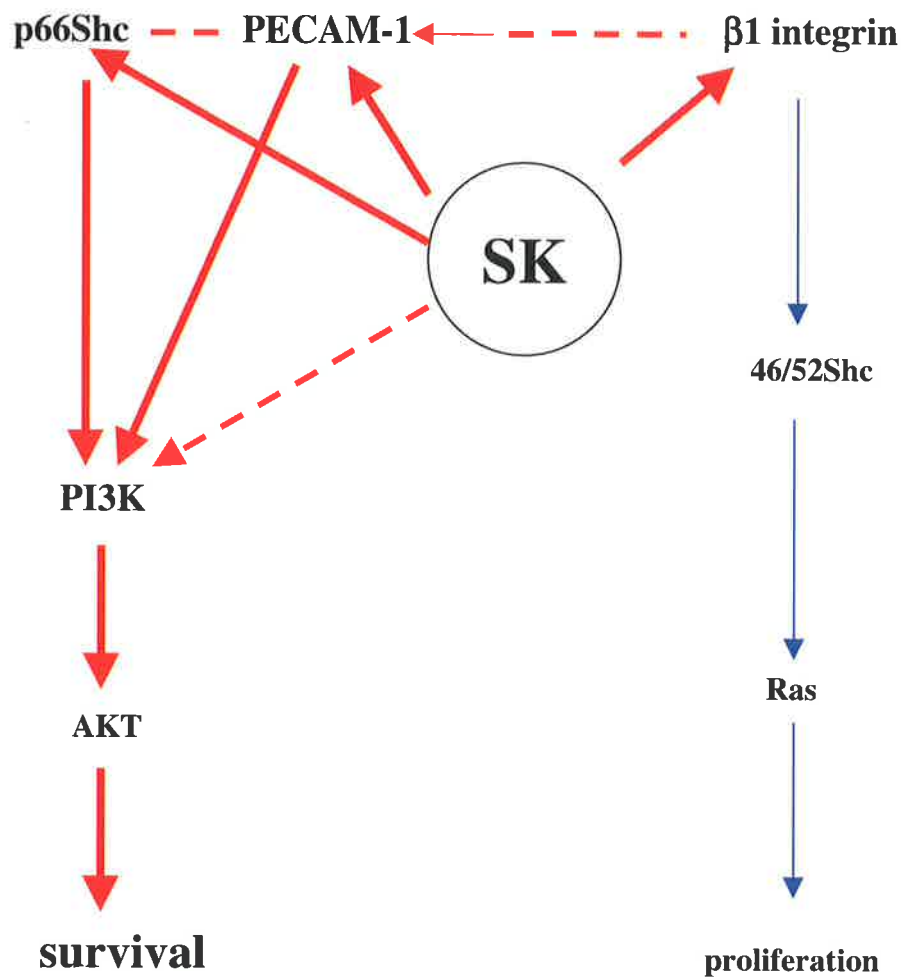 p66Shc PECAM-1 β1 integrin
SK
46/52Shc
PI3K
Ras
AKT
survival
proliferation